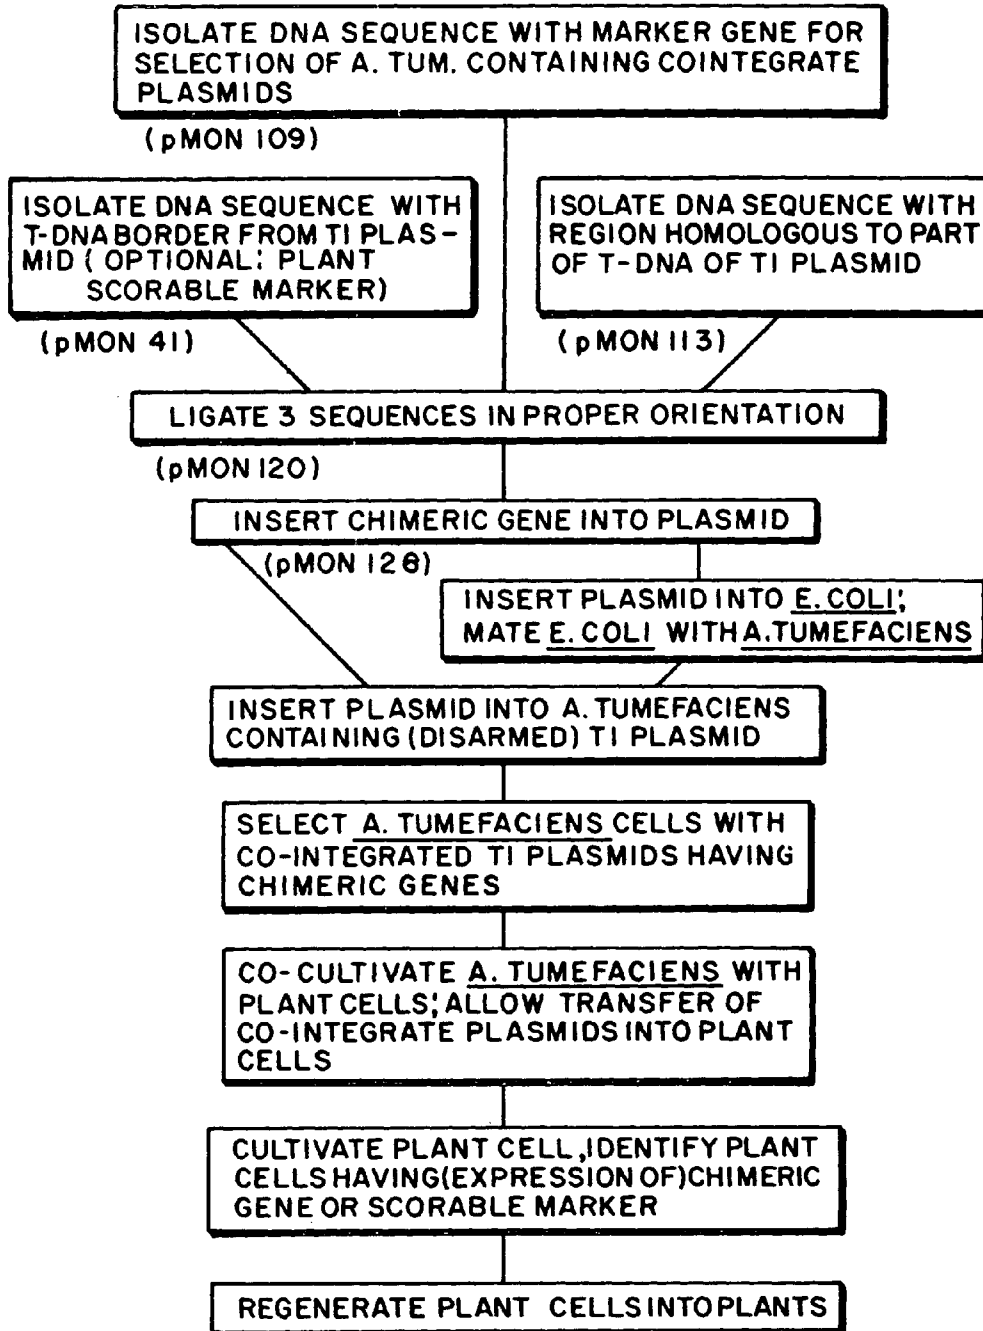 ISOLATE DNA SEQUENCE WITH MARKER GENE FOR
SELECTION OF A. TUM. CONTAINING COINTEGRATE
PLASMIDS
(pMON 109)
ISOLATE DNA SEQUENCE WITH
T-DNA BORDER FROM TI PLAS-
MID (OPTIONAL: PLANT
SCORABLE MARKER)
(pMON 41)
ISOLATE DNA SEQUENCE WITH
REGION HOMOLOGOUS TO PART
OF T-DNA OF TI PLASMID
(pMON 113)
LIGATE 3 SEQUENCES IN PROPER ORIENTATION
(pMON 120)
INSERT CHIMERIC GENE INTO PLASMID
(pMON 128)
INSERT PLASMID INTO E. COLI;
MATE E. COLI WITH A. TUMEFACIENS
INSERT PLASMID INTO A. TUMEFACIENS
CONTAINING (DISARMED) TI PLASMID
SELECT A. TUMEFACIENS CELLS WITH
CO-INTEGRATED TI PLASMIDS HAVING
CHIMERIC GENES
CO-CULTIVATE A. TUMEFACIENS WITH
PLANT CELLS; ALLOW TRANSFER OF
CO-INTEGRATE PLASMIDS INTO PLANT
CELLS
CULTIVATE PLANT CELL, IDENTIFY PLANT
CELLS HAVING (EXPRESSION OF) CHIMERIC
GENE OR SCORABLE MARKER
REGENERATE PLANT CELLS INTO PLANTS